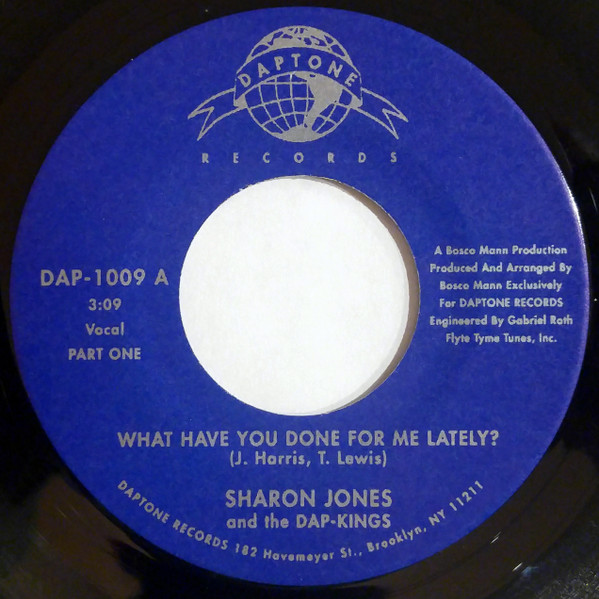 DAPTONE
RECORDS
DAP-1009 A
3:09
Vocal
PART ONE
A Bosco Mann Production
Produced And Arranged By
Bosco Mann Exclusively
For DAPTONE RECORDS
Engineered By Gabriel Roth
Flyte Tyme Tunes, Inc.
WHAT HAVE YOU DONE FOR ME LATELY?
(J. Harris, T. Lewis)
SHARON JONES
and the DAP-KINGS
DAPTONE RECORDS 182 Havemeyer St., Brooklyn, NY 11211